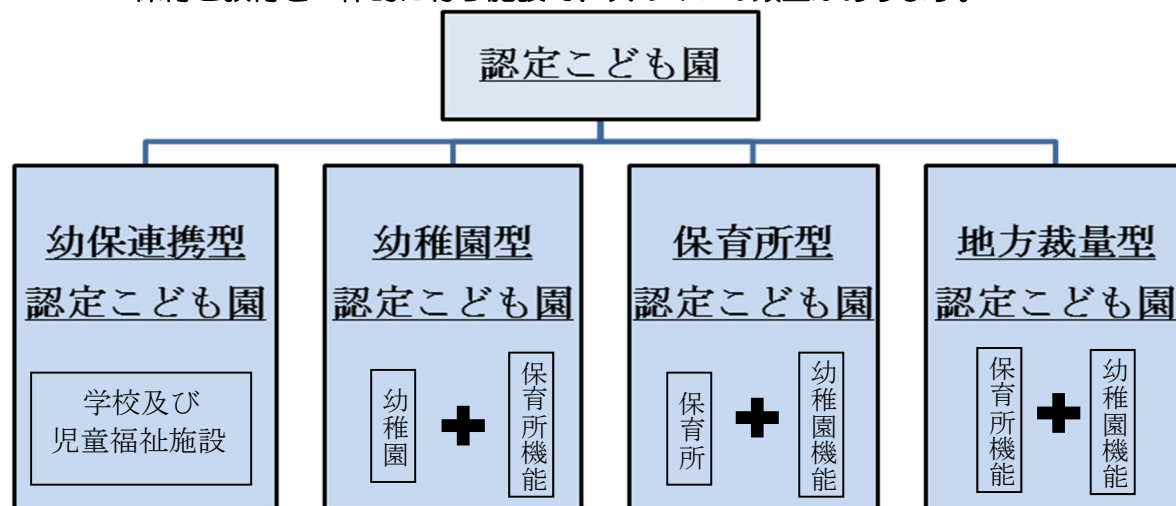 認定こども園
幼保連携型
認定こども園
学校及び
児童福祉施設
幼稚園型
認定こども園
幼稚園
保育所機能
保育所型
認定こども園
保育所
幼稚園機能
地方裁量型
認定こども園
保育所機能
幼稚園機能